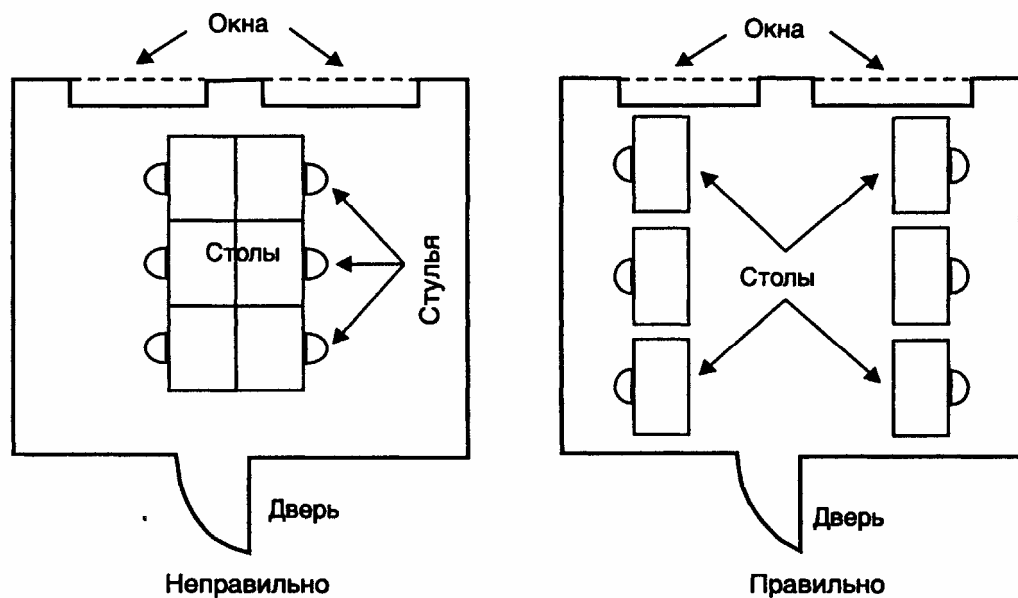 Окна
Окна
Столы
Стулья
Столы
Дверь
Дверь
Неправильно
Правильно